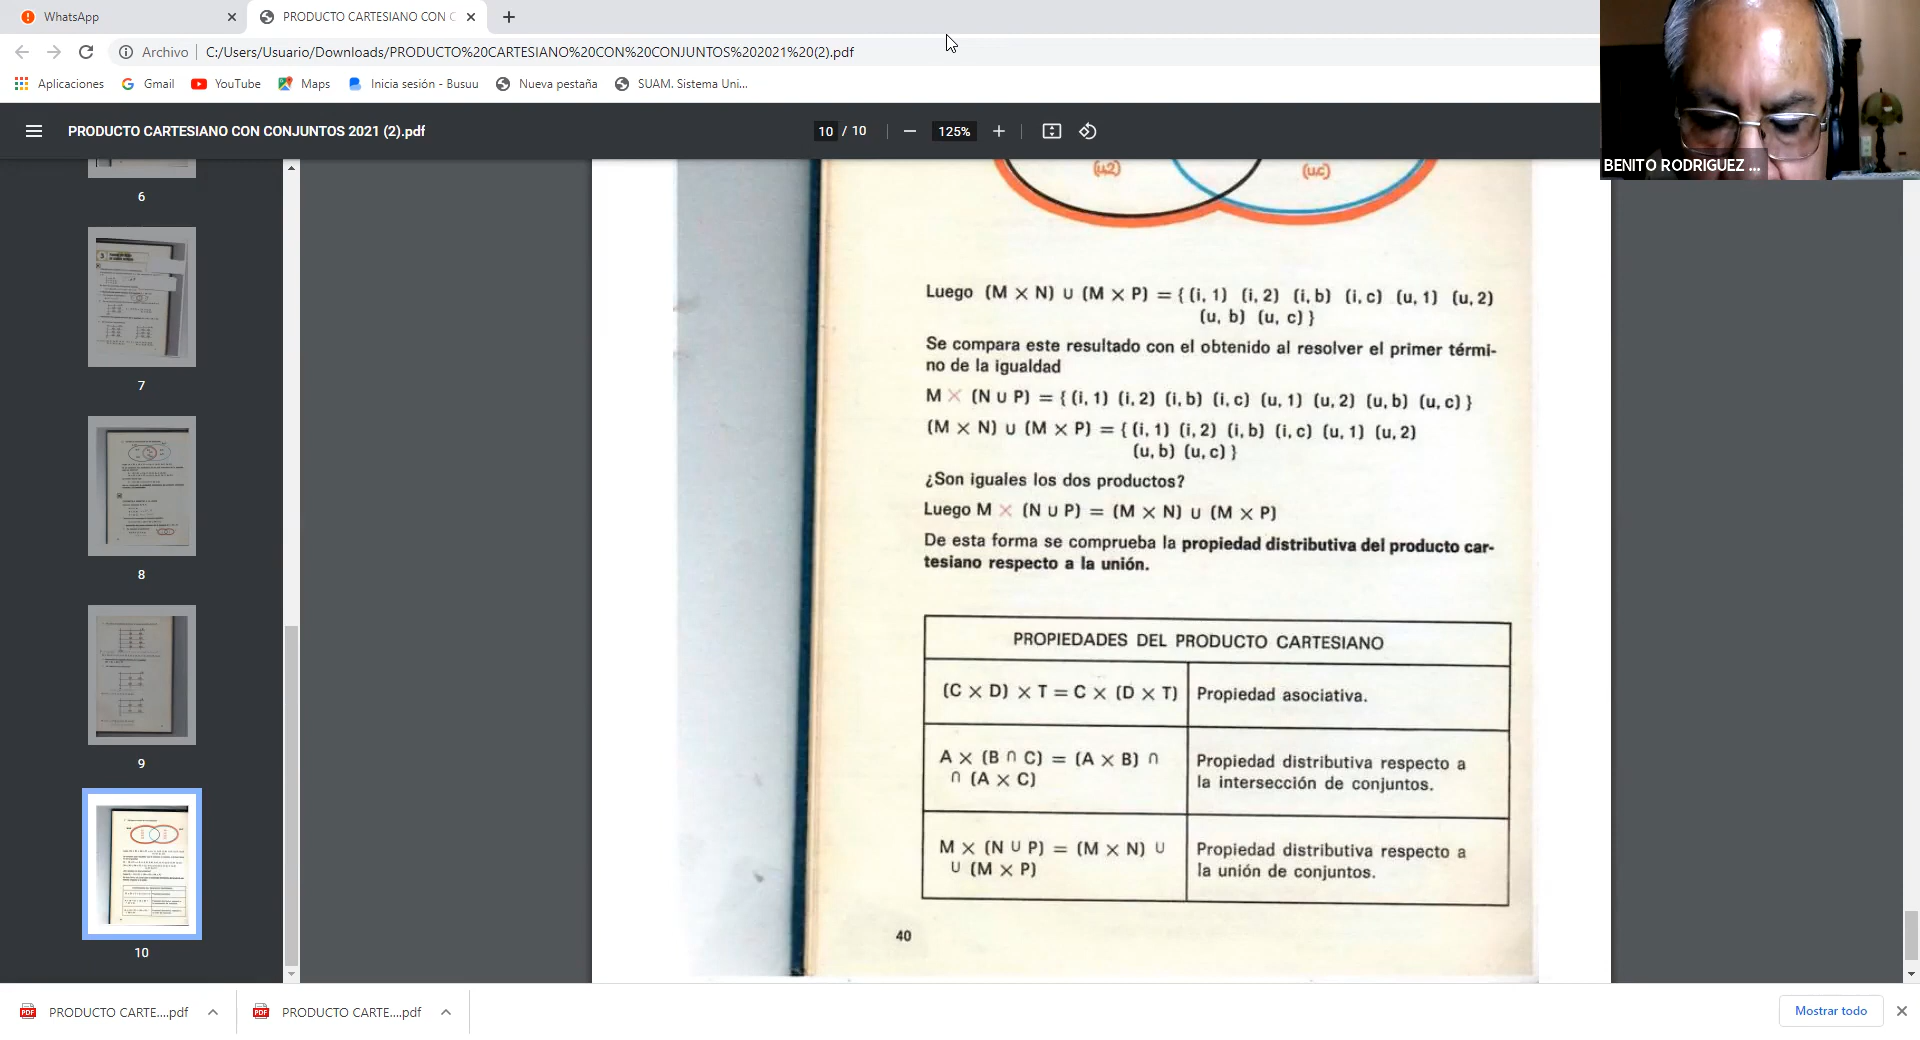 WhatsApp
PRODUCTO CARTESIANO CON C
Archivo
C:/Users/Usuario/Downloads/PRODUCTO%20CARTESIANO%20CON%20CONJUNTOS%202021%20(2).pdf
Aplicaciones
Gmail
YouTube
Maps
Inicia sesión - Busuu
Nueva pestaña
SUAM. Sistema Uni...
PRODUCTO CARTESIANO CON CONJUNTOS 2021 (2).pdf
10 / 10
125%
BENITO RODRIGUEZ ...
6
7
8
9
10
(u,2)
(u,c)
Luego (M × N) ∪ (M × P) = { (i, 1) (i, 2) (i, b) (i, c) (u, 1) (u, 2)
(u, b) (u, c) }
Se compara este resultado con el obtenido al resolver el primer térmi-
no de la igualdad
M × (N ∪ P) = { (i, 1) (i, 2) (i, b) (i, c) (u, 1) (u, 2) (u, b) (u, c) }
(M × N) ∪ (M × P) = { (i, 1) (i, 2) (i, b) (i, c) (u, 1) (u, 2)
(u, b) (u, c) }
¿Son iguales los dos productos?
Luego M × (N ∪ P) = (M × N) ∪ (M × P)
De esta forma se comprueba la propiedad distributiva del producto car-
tesiano respecto a la unión.
PROPIEDADES DEL PRODUCTO CARTESIANO
(C × D) × T = C × (D × T)
Propiedad asociativa.
A × (B ∩ C) = (A × B) ∩
∩ (A × C)
Propiedad distributiva respecto a
la intersección de conjuntos.
M × (N ∪ P) = (M × N) ∪
∪ (M × P)
Propiedad distributiva respecto a
la unión de conjuntos.
40
PRODUCTO CARTE....pdf
PRODUCTO CARTE....pdf
Mostrar todo